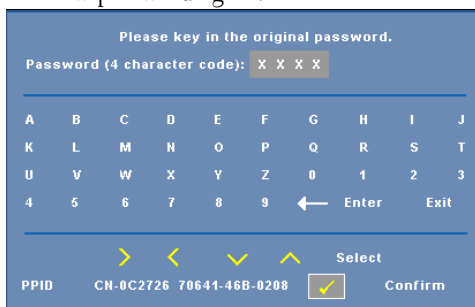 Please key in the original password.
Password (4 character code): X X X X
A B C D E F G H I J
K L M N O P Q R S T
U V W X Y Z 0 1 2 3
4 5 6 7 8 9 ← Enter Exit
> < ∨ ∧ Select
PPID CN-0C2726 70641-46B-0208 ✓ Confirm